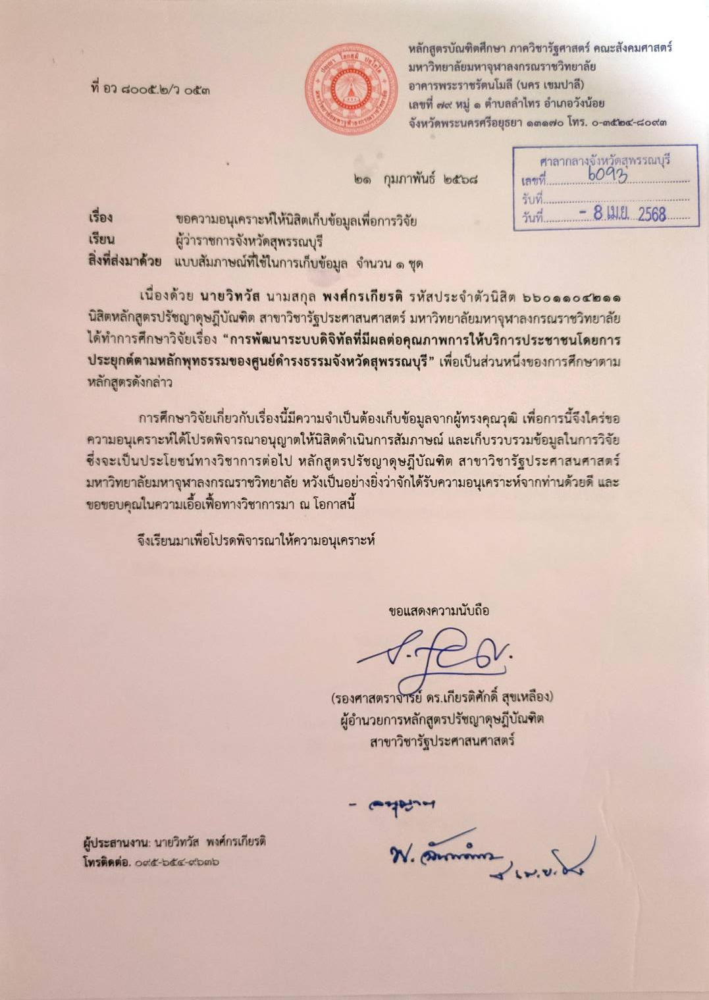 ที่ อว ๘๐๐๕.๒/ว ๐๕๓
ปญฺญา โลกสฺมิ ปชฺโชโต
มหาวิทยาลัยมหาจุฬาลงกรณราชวิทยาลัย
หลักสูตรบัณฑิตศึกษา ภาควิชารัฐศาสตร์ คณะสังคมศาสตร์
มหาวิทยาลัยมหาจุฬาลงกรณราชวิทยาลัย
อาคารพระราชรัตนโมลี (นคร เขมปาลี)
เลขที่ ๗๙ หมู่ ๑ ตำบลลำไทร อำเภอวังน้อย
จังหวัดพระนครศรีอยุธยา ๑๓๑๗๐ โทร. ๐-๓๕๒๔-๘๐๙๓
ศาลากลางจังหวัดสุพรรณบุรี
เลขที่ 6093
รับที่
วันที่ - 8 เม.ย. 2568
๒๑ กุมภาพันธ์ ๒๕๖๘
เรื่อง ขอความอนุเคราะห์ให้นิสิตเก็บข้อมูลเพื่อการวิจัย
เรียน ผู้ว่าราชการจังหวัดสุพรรณบุรี
สิ่งที่ส่งมาด้วย แบบสัมภาษณ์ที่ใช้ในการเก็บข้อมูล จำนวน ๑ ชุด
เนื่องด้วย นายวิทวัส นามสกุล พงศ์กรเกียรติ รหัสประจำตัวนิสิต ๖๖๐๑๑๐๔๒๑๑
นิสิตหลักสูตรปรัชญาดุษฎีบัณฑิต สาขาวิชารัฐประศาสนศาสตร์ มหาวิทยาลัยมหาจุฬาลงกรณราชวิทยาลัย
ได้ทำการศึกษาวิจัยเรื่อง “การพัฒนาระบบดิจิทัลที่มีผลต่อคุณภาพการให้บริการประชาชนโดยการ
ประยุกต์ตามหลักพุทธรรมของศูนย์ดำรงธรรมจังหวัดสุพรรณบุรี” เพื่อเป็นส่วนหนึ่งของการศึกษาตาม
หลักสูตรดังกล่าว
การศึกษาวิจัยเกี่ยวกับเรื่องนี้มีความจำเป็นต้องเก็บข้อมูลจากผู้ทรงคุณวุฒิ เพื่อการนี้จึงใคร่ขอ
ความอนุเคราะห์ได้โปรดพิจารณาอนุญาตให้นิสิตดำเนินการสัมภาษณ์ และเก็บรวบรวมข้อมูลในการวิจัย
ซึ่งจะเป็นประโยชน์ทางวิชาการต่อไป หลักสูตรปรัชญาดุษฎีบัณฑิต สาขาวิชารัฐประศาสนศาสตร์
มหาวิทยาลัยมหาจุฬาลงกรณราชวิทยาลัย หวังเป็นอย่างยิ่งว่าจักได้รับความอนุเคราะห์จากท่านด้วยดี และ
ขอขอบคุณในความเอื้อเฟื้อทางวิชาการมา ณ โอกาสนี้
จึงเรียนมาเพื่อโปรดพิจารณาให้ความอนุเคราะห์
ขอแสดงความนับถือ
(รองศาสตราจารย์ ดร.เกียรติศักดิ์ สุขเหลือง)
ผู้อำนวยการหลักสูตรปรัชญาดุษฎีบัณฑิต
สาขาวิชารัฐประศาสนศาสตร์
- อนุญาต
ผู้ประสานงาน: นายวิทวัส พงศ์กรเกียรติ
โทรติดต่อ. ๐๙๕-๖๕๔-๙๖๓๖